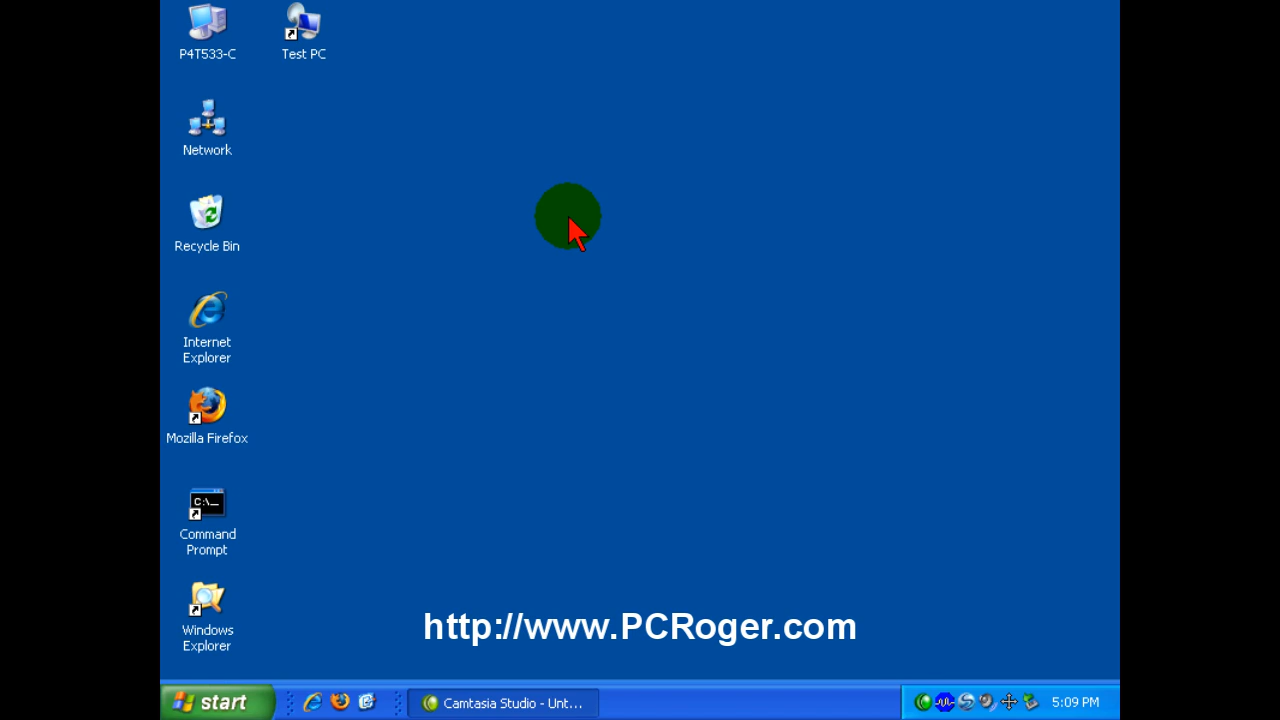 P4T533-C
Test PC
Network
Recycle Bin
Internet
Explorer
Mozilla Firefox
C:\_
Command
Prompt
Windows
Explorer
http://www.PCRoger.com
start
Camtasia Studio - Unt...
5:09 PM